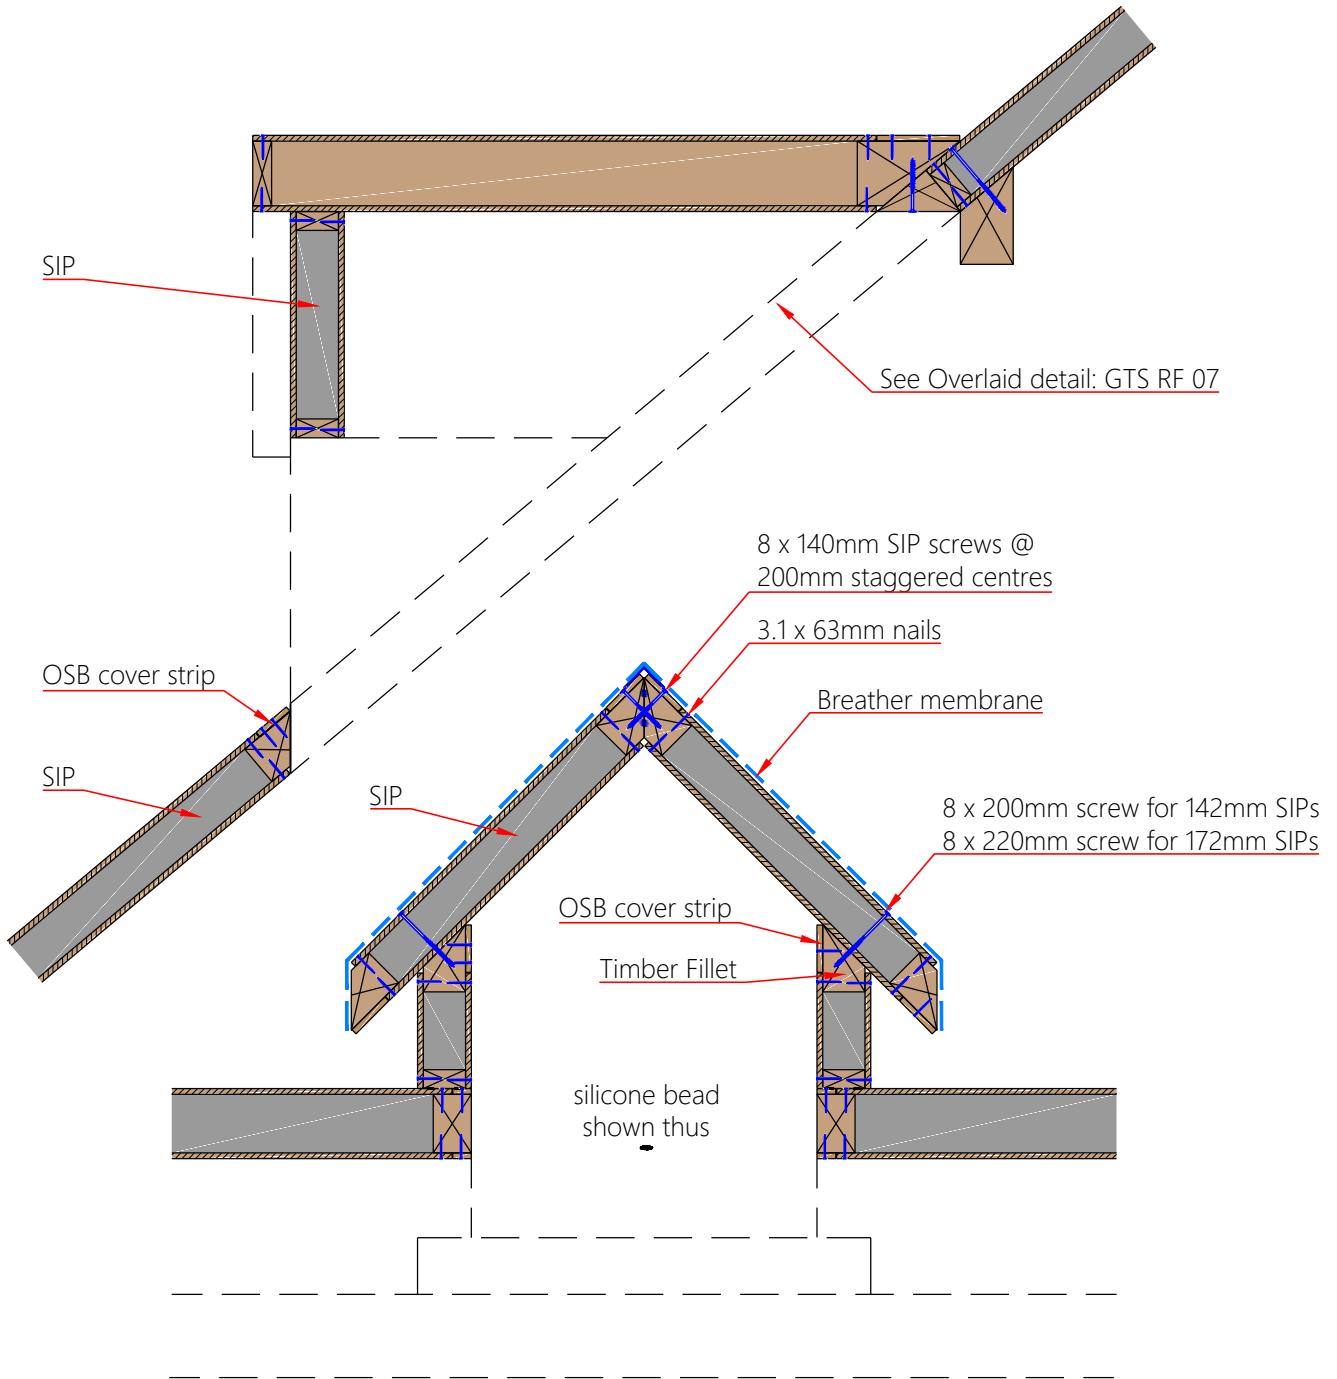 SIP
See Overlaid detail: GTS RF 07
8 x 140mm SIP screws @
200mm staggered centres
3.1 x 63mm nails
OSB cover strip
Breather membrane
SIP
SIP
8 x 200mm screw for 142mm SIPs
8 x 220mm screw for 172mm SIPs
OSB cover strip
Timber Fillet
silicone bead
shown thus